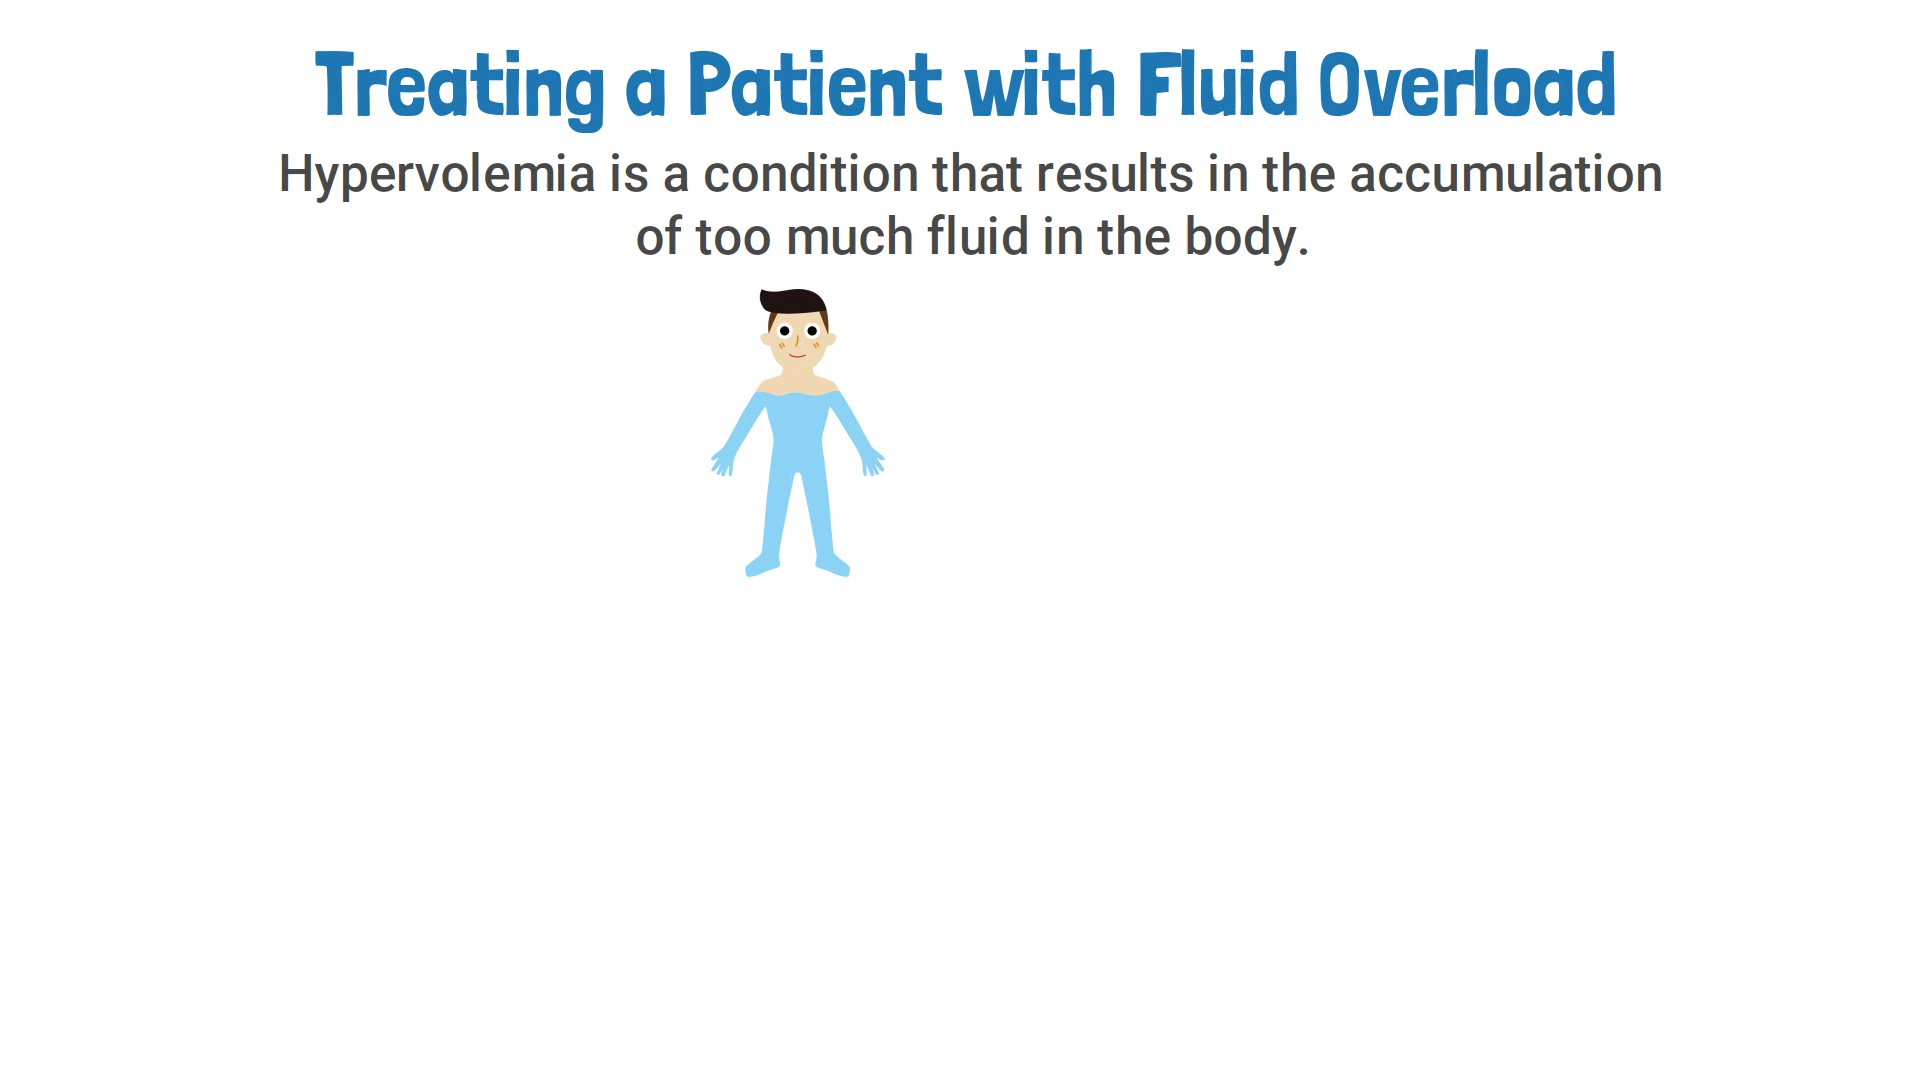 Treating a Patient with Fluid Overload
Hypervolemia is a condition that results in the accumulation
of too much fluid in the body.